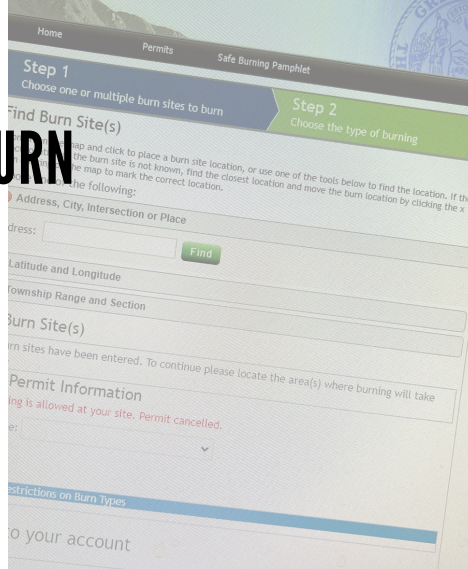 Home Permits Safe Burning Pamphlet
Step 1
Choose one or multiple burn sites to burn
Step 2
Choose the type of burning
Find Burn Site(s)
URN
map and click to place a burn site location, or use one of the tools below to find the location. If the
the burn site is not known, find the closest location and move the burn location by clicking the x
the map to mark the correct location.
the following:
Address, City, Intersection or Place
dress:
Find
Latitude and Longitude
Township Range and Section
Burn Site(s)
rn sites have been entered. To continue please locate the area(s) where burning will take
Permit Information
ing is allowed at your site. Permit cancelled.
e:
estrictions on Burn Types
to your account